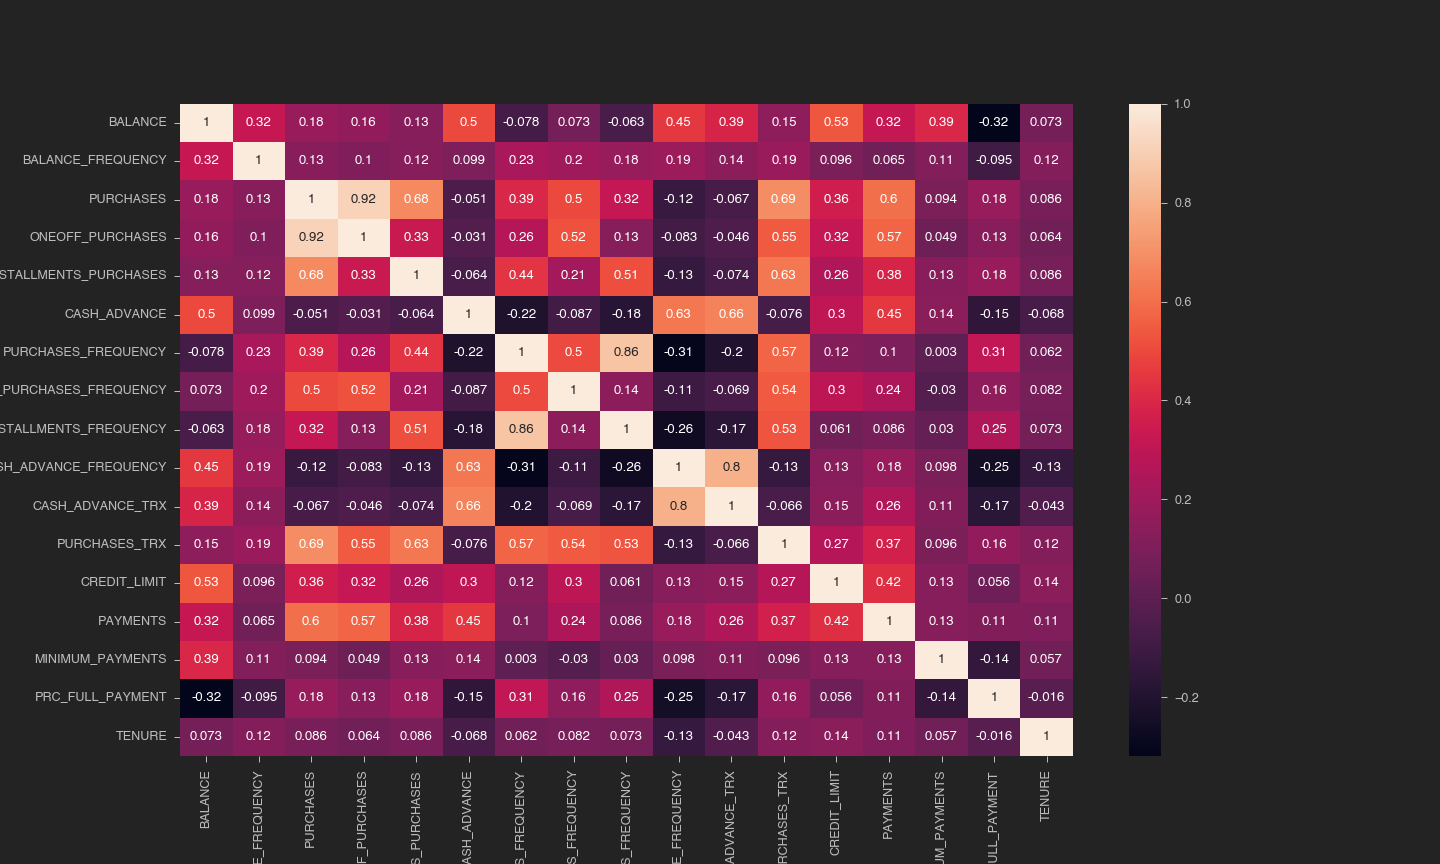 BALANCE 1 0.32 0.18 0.16 0.13 0.5 -0.078 0.073 -0.063 0.45 0.39 0.15 0.53 0.32 0.39 -0.32 0.073
BALANCE_FREQUENCY 0.32 1 0.13 0.1 0.12 0.099 0.23 0.2 0.18 0.19 0.14 0.19 0.096 0.065 0.11 -0.095 0.12
PURCHASES 0.18 0.13 1 0.92 0.68 -0.051 0.39 0.5 0.32 -0.12 -0.067 0.69 0.36 0.6 0.094 0.18 0.086
ONEOFF_PURCHASES 0.16 0.1 0.92 1 0.33 -0.031 0.26 0.52 0.13 -0.083 -0.046 0.55 0.32 0.57 0.049 0.13 0.064
STALLMENTS_PURCHASES 0.13 0.12 0.68 0.33 1 -0.064 0.44 0.21 0.51 -0.13 -0.074 0.63 0.26 0.38 0.13 0.18 0.086
CASH_ADVANCE 0.5 0.099 -0.051 -0.031 -0.064 1 -0.22 -0.087 -0.18 0.63 0.66 -0.076 0.3 0.45 0.14 -0.15 -0.068
PURCHASES_FREQUENCY -0.078 0.23 0.39 0.26 0.44 -0.22 1 0.5 0.86 -0.31 -0.2 0.57 0.12 0.1 0.003 0.31 0.062
_PURCHASES_FREQUENCY 0.073 0.2 0.5 0.52 0.21 -0.087 0.5 1 0.14 -0.11 -0.069 0.54 0.3 0.24 -0.03 0.16 0.082
STALLMENTS_FREQUENCY -0.063 0.18 0.32 0.13 0.51 -0.18 0.86 0.14 1 -0.26 -0.17 0.53 0.061 0.086 0.03 0.25 0.073
SH_ADVANCE_FREQUENCY 0.45 0.19 -0.12 -0.083 -0.13 0.63 -0.31 -0.11 -0.26 1 0.8 -0.13 0.13 0.18 0.098 -0.25 -0.13
CASH_ADVANCE_TRX 0.39 0.14 -0.067 -0.046 -0.074 0.66 -0.2 -0.069 -0.17 0.8 1 -0.066 0.15 0.26 0.11 -0.17 -0.043
PURCHASES_TRX 0.15 0.19 0.69 0.55 0.63 -0.076 0.57 0.54 0.53 -0.13 -0.066 1 0.27 0.37 0.096 0.16 0.12
CREDIT_LIMIT 0.53 0.096 0.36 0.32 0.26 0.3 0.12 0.3 0.061 0.13 0.15 0.27 1 0.42 0.13 0.056 0.14
PAYMENTS 0.32 0.065 0.6 0.57 0.38 0.45 0.1 0.24 0.086 0.18 0.26 0.37 0.42 1 0.13 0.11 0.11
MINIMUM_PAYMENTS 0.39 0.11 0.094 0.049 0.13 0.14 0.003 -0.03 0.03 0.098 0.11 0.096 0.13 0.13 1 -0.14 0.057
PRC_FULL_PAYMENT -0.32 -0.095 0.18 0.13 0.18 -0.15 0.31 0.16 0.25 -0.25 -0.17 0.16 0.056 0.11 -0.14 1 -0.016
TENURE 0.073 0.12 0.086 0.064 0.086 -0.068 0.062 0.082 0.073 -0.13 -0.043 0.12 0.14 0.11 0.057 -0.016 1
BALANCE
E_FREQUENCY
PURCHASES
F_PURCHASES
S_PURCHASES
ASH_ADVANCE
S_FREQUENCY
S_FREQUENCY
S_FREQUENCY
E_FREQUENCY
ADVANCE_TRX
RCHASES_TRX
CREDIT_LIMIT
PAYMENTS
UM_PAYMENTS
ULL_PAYMENT
TENURE
1.0
0.8
0.6
0.4
0.2
0.0
−0.2